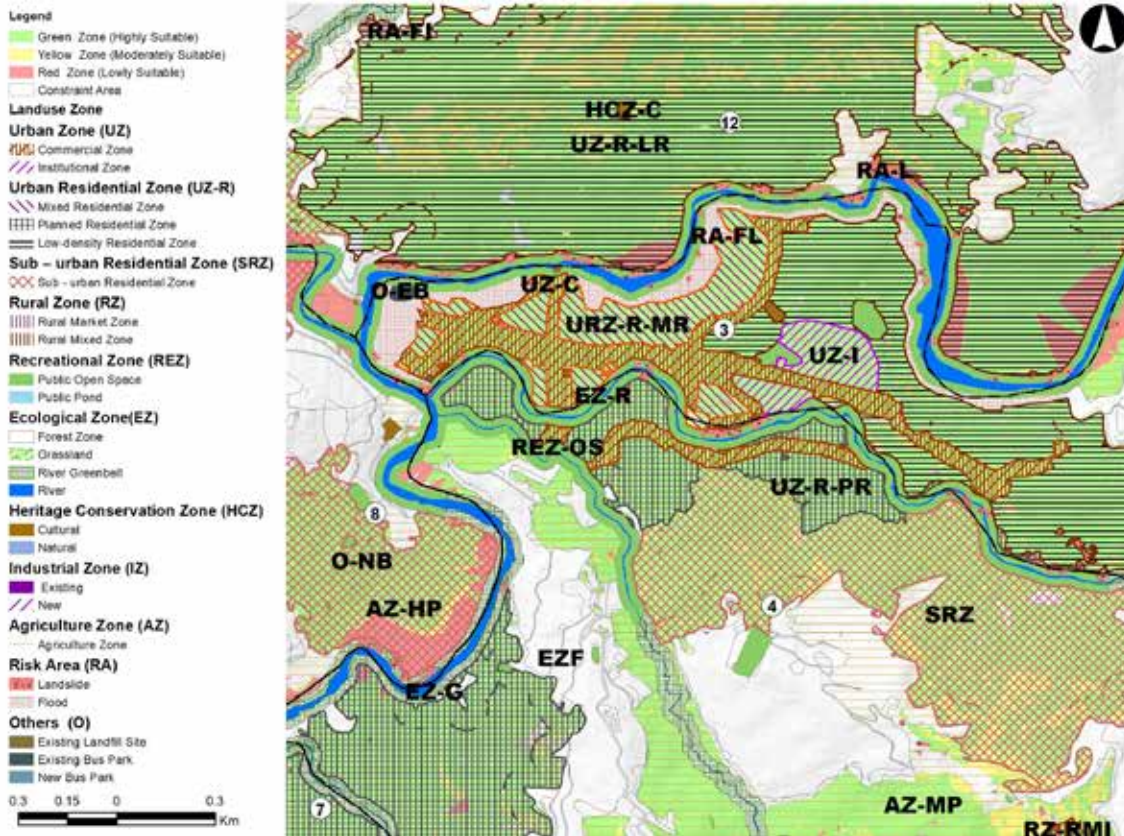 Legend
Green Zone (Highly Suitable)
Yellow Zone (Moderately Suitable)
Red Zone (Lowly Suitable)
Constraint Area
Landuse Zone
Urban Zone (UZ)
Commercial Zone
Institutional Zone
Urban Residential Zone (UZ-R)
Mixed Residential Zone
Planned Residential Zone
Low-density Residential Zone
Sub - urban Residential Zone (SRZ)
Sub - urban Residential Zone
Rural Zone (RZ)
Rural Market Zone
Rural Mixed Zone
Recreational Zone (REZ)
Public Open Space
Public Pond
Ecological Zone(EZ)
Forest Zone
Grassland
River Greenbelt
River
Heritage Conservation Zone (HCZ)
Cultural
Natural
Industrial Zone (IZ)
Existing
New
Agriculture Zone (AZ)
Agriculture Zone
Risk Area (RA)
Landslide
Flood
Others (O)
Existing Landfill Site
Existing Bus Park
New Bus Park
0.3 0.15 0 0.3
Km
RA-FL
HCZ-C
12
UZ-R-LR
RA-L
RA-FL
O-EB
UZ-C
URZ-R-MR
3
UZ-I
EZ-R
REZ-OS
UZ-R-PR
8
O-NB
AZ-HP
4
SRZ
EZF
EZ-G
7
AZ-MP
RZ-RMI